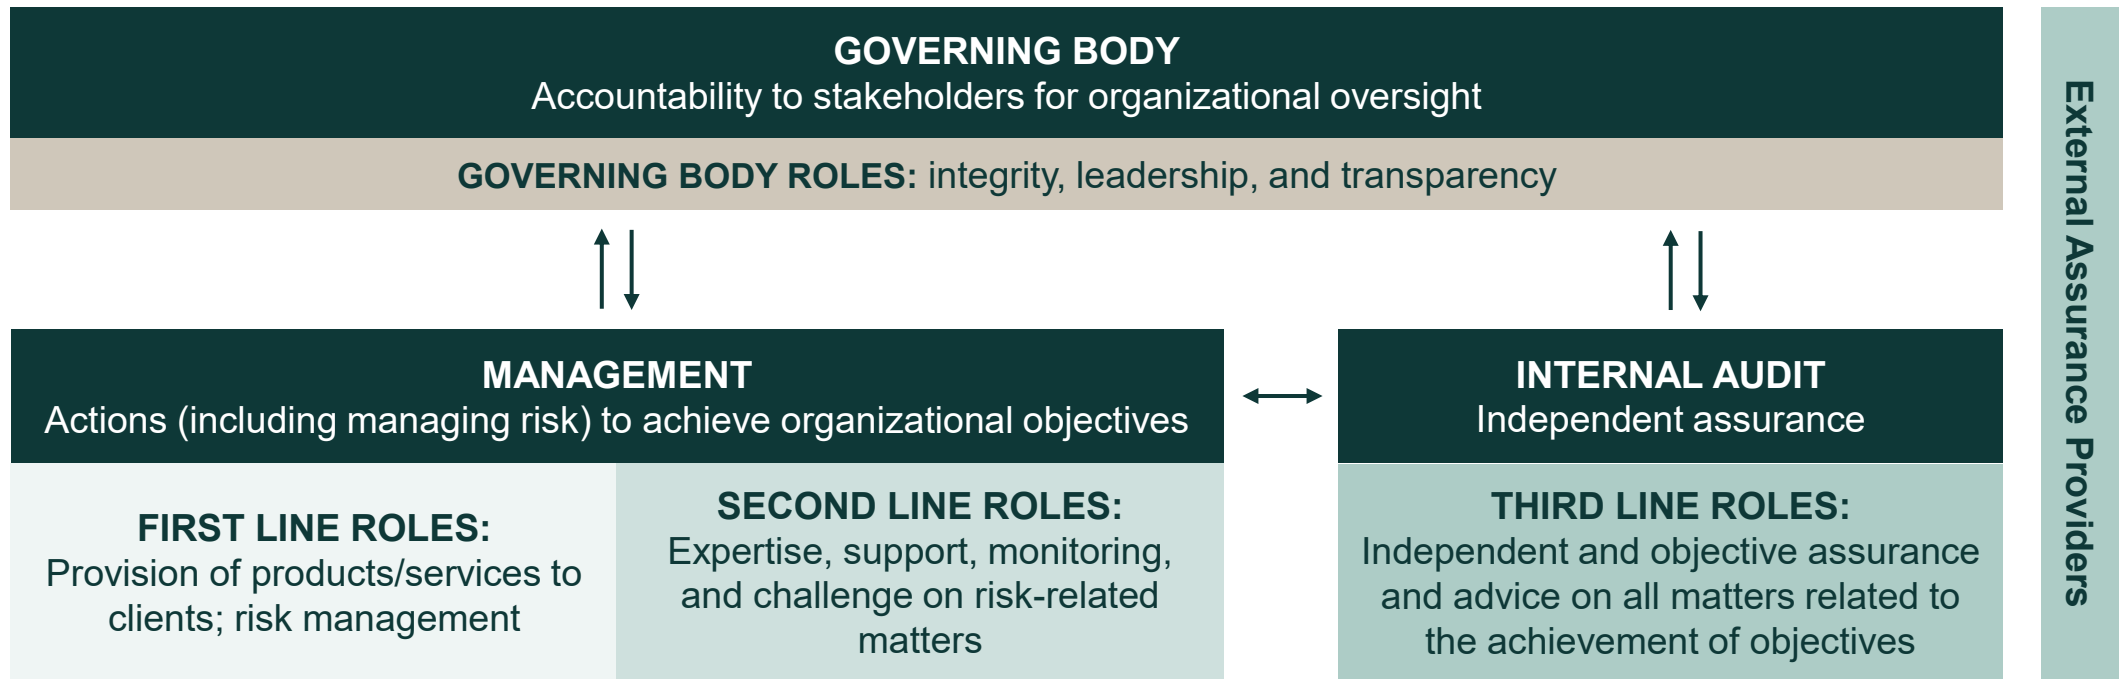 GOVERNING BODY
Accountability to stakeholders for organizational oversight
GOVERNING BODY ROLES: integrity, leadership, and transparency
MANAGEMENT
Actions (including managing risk) to achieve organizational objectives
FIRST LINE ROLES:
Provision of products/services to
clients; risk management
SECOND LINE ROLES:
Expertise, support, monitoring,
and challenge on risk-related
matters
INTERNAL AUDIT
Independent assurance
THIRD LINE ROLES:
Independent and objective assurance
and advice on all matters related to
the achievement of objectives
External Assurance Providers